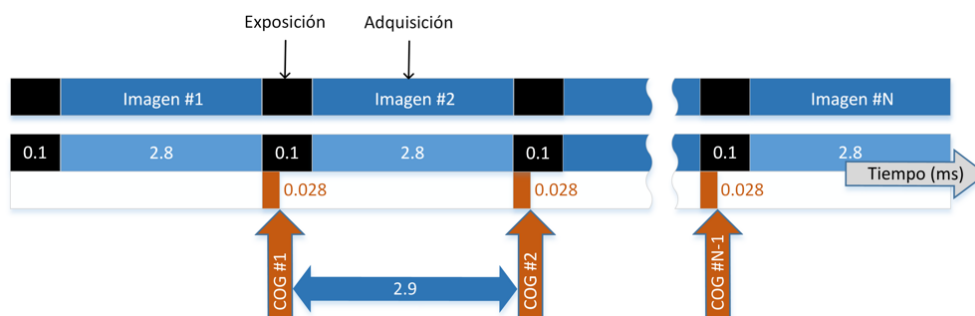 Exposición Adquisición
Imagen #1 Imagen #2 Imagen #N
0.1 2.8 0.1 2.8 0.1 0.1 2.8
Tiempo (ms)
0.028 0.028 0.028
COG #1 COG #2 COG #N-1
2.9